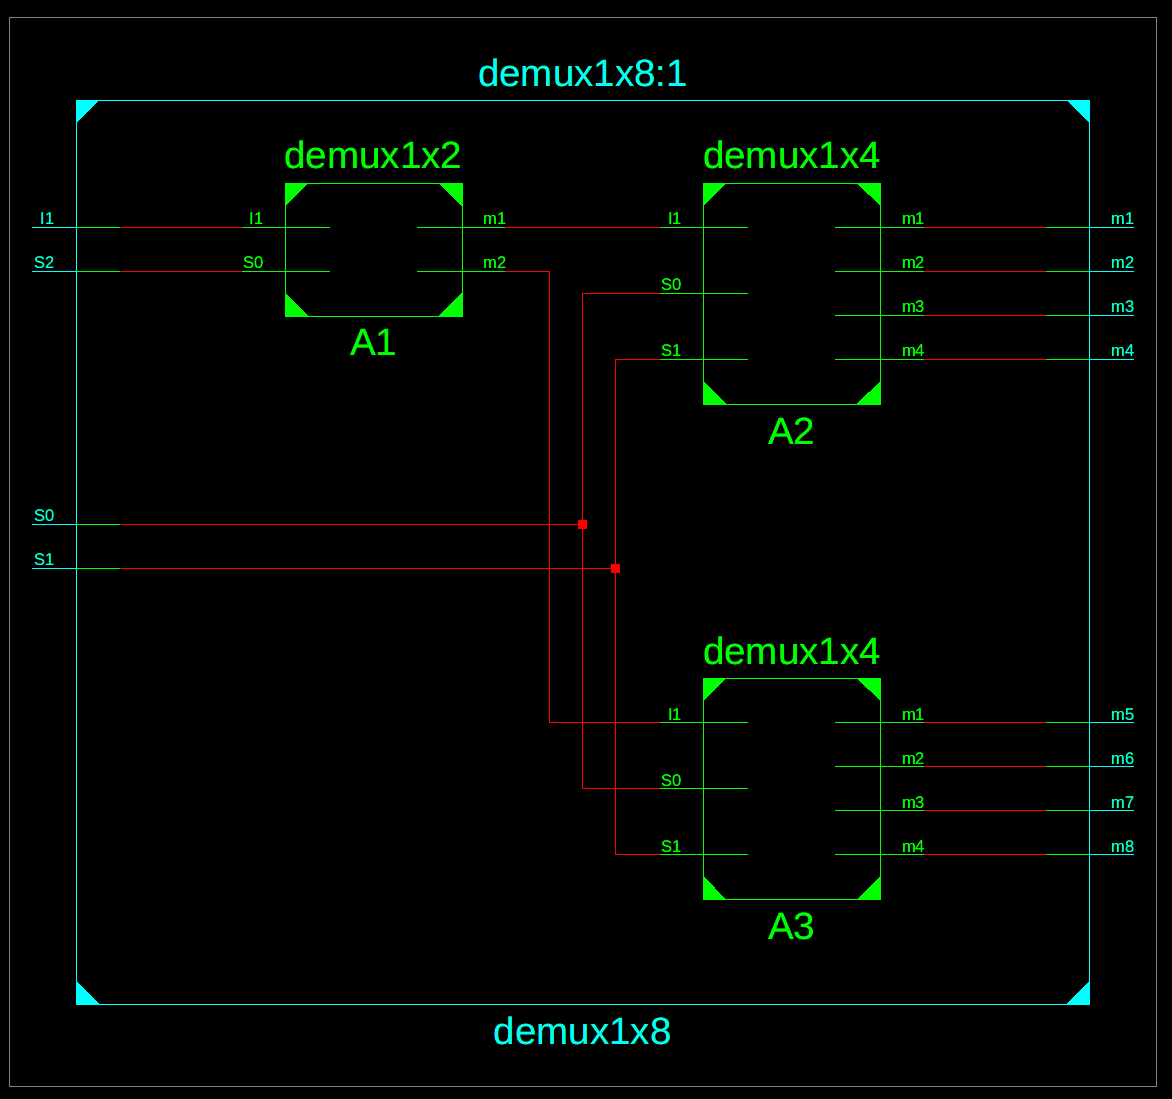 demux1x8:1
demux1x2 demux1x4
I1 I1 m1 I1 m1 m1
S2 S0 m2 m2 m2
S0 m3 m3
S1 m4 m4
A1
A2
S0
S1
demux1x4
I1 m1 m5
m2 m6
S0 m3 m7
S1 m4 m8
A3
demux1x8